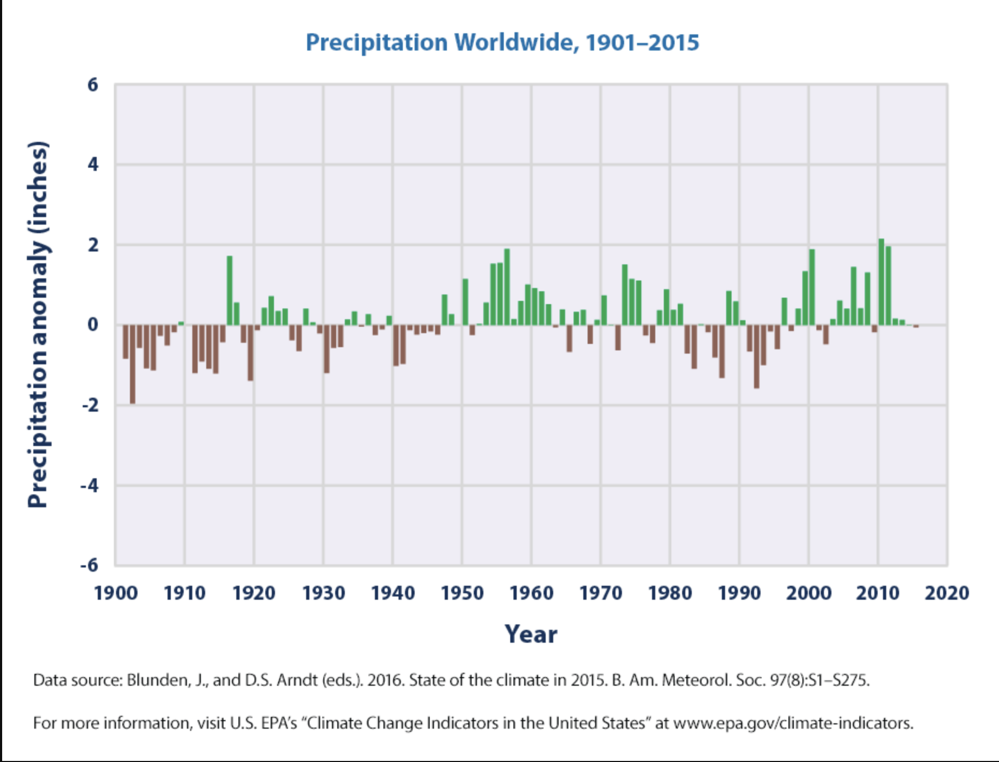 Precipitation Worldwide, 1901–2015
Precipitation anomaly (inches)
6
4
2
0
-2
-4
-6
1900 1910 1920 1930 1940 1950 1960 1970 1980 1990 2000 2010 2020
Year
Data source: Blunden, J., and D.S. Arndt (eds.). 2016. State of the climate in 2015. B. Am. Meteorol. Soc. 97(8):S1–S275.
For more information, visit U.S. EPA’s “Climate Change Indicators in the United States” at www.epa.gov/climate-indicators.